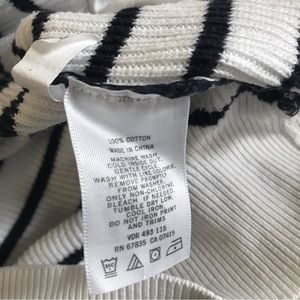 100% COTTON
MADE IN CHINA
MACHINE WASH
COLD INSIDE OUT,
GENTLE CYCLE
WASH WITH LIKE COLORS,
REMOVE PROMPTLY
FROM WASHER.
ONLY NON-CHLORINE
BLEACH IF NEEDED.
TUMBLE DRY LOW,
COOL IRON.
DO NOT IRON PRINT
AND TRIMS
VDR 493 115
RN 67835 CA 07415